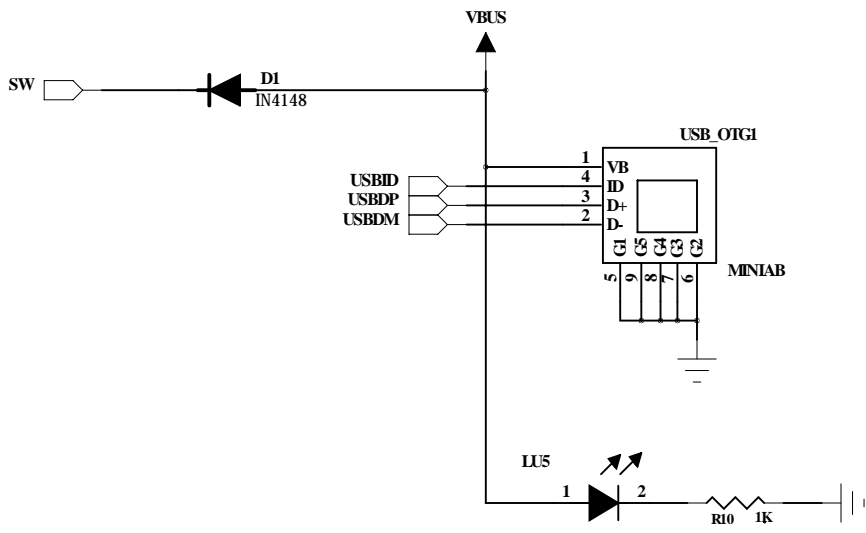 VBUS
SW
D1
IN4148
USB_OTG1
1
VB
USBID
4
ID
USBDP
3
D+
USBDM
2
D-
G1
G5
G4
G3
G2
MINIAB
5
9
8
7
6
LU5
1
2
R10
1K